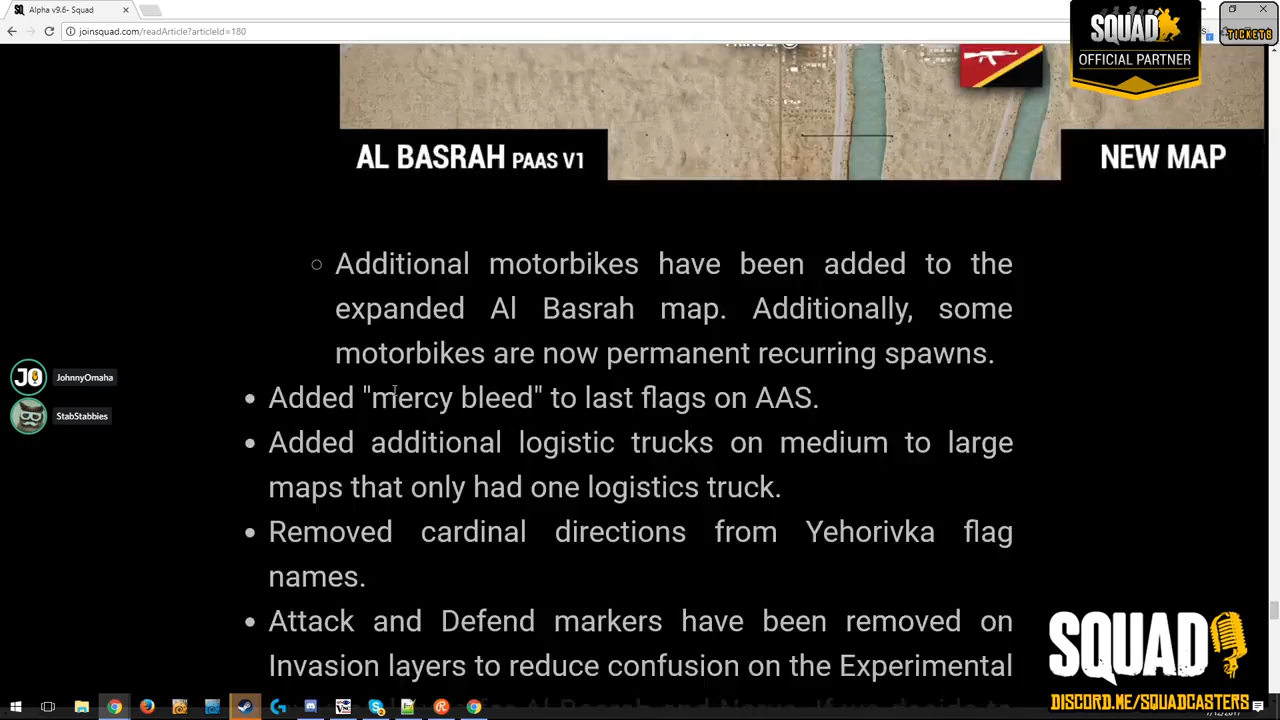 Alpha v9.6- Squad
joinsquad.com/readArticle?articleId=180
TICKETS
SQUAD
OFFICIAL PARTNER
AL BASRAH PAAS V1
NEW MAP
Additional motorbikes have been added to the
expanded Al Basrah map. Additionally, some
motorbikes are now permanent recurring spawns.
JohnnyOmaha
StabStabbies
Added "mercy bleed" to last flags on AAS.
Added additional logistic trucks on medium to large
maps that only had one logistics truck.
Removed cardinal directions from Yehorivka flag
names.
Attack and Defend markers have been removed on
Invasion layers to reduce confusion on the Experimental
SQUAD
DISCORD.ME/SQUADCASTERS